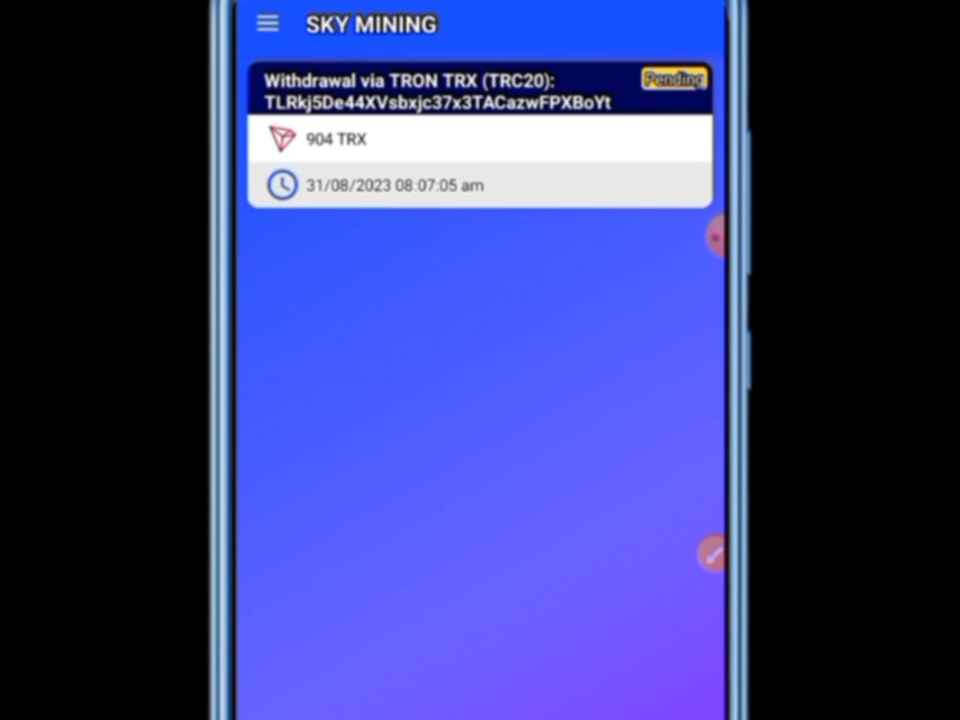 SKY MINING
Withdrawal via TRON TRX (TRC20):
Pending
TLRkj5De44XVsbxjc37x3TACazwFPXBoYt
904 TRX
31/08/2023 08:07:05 am